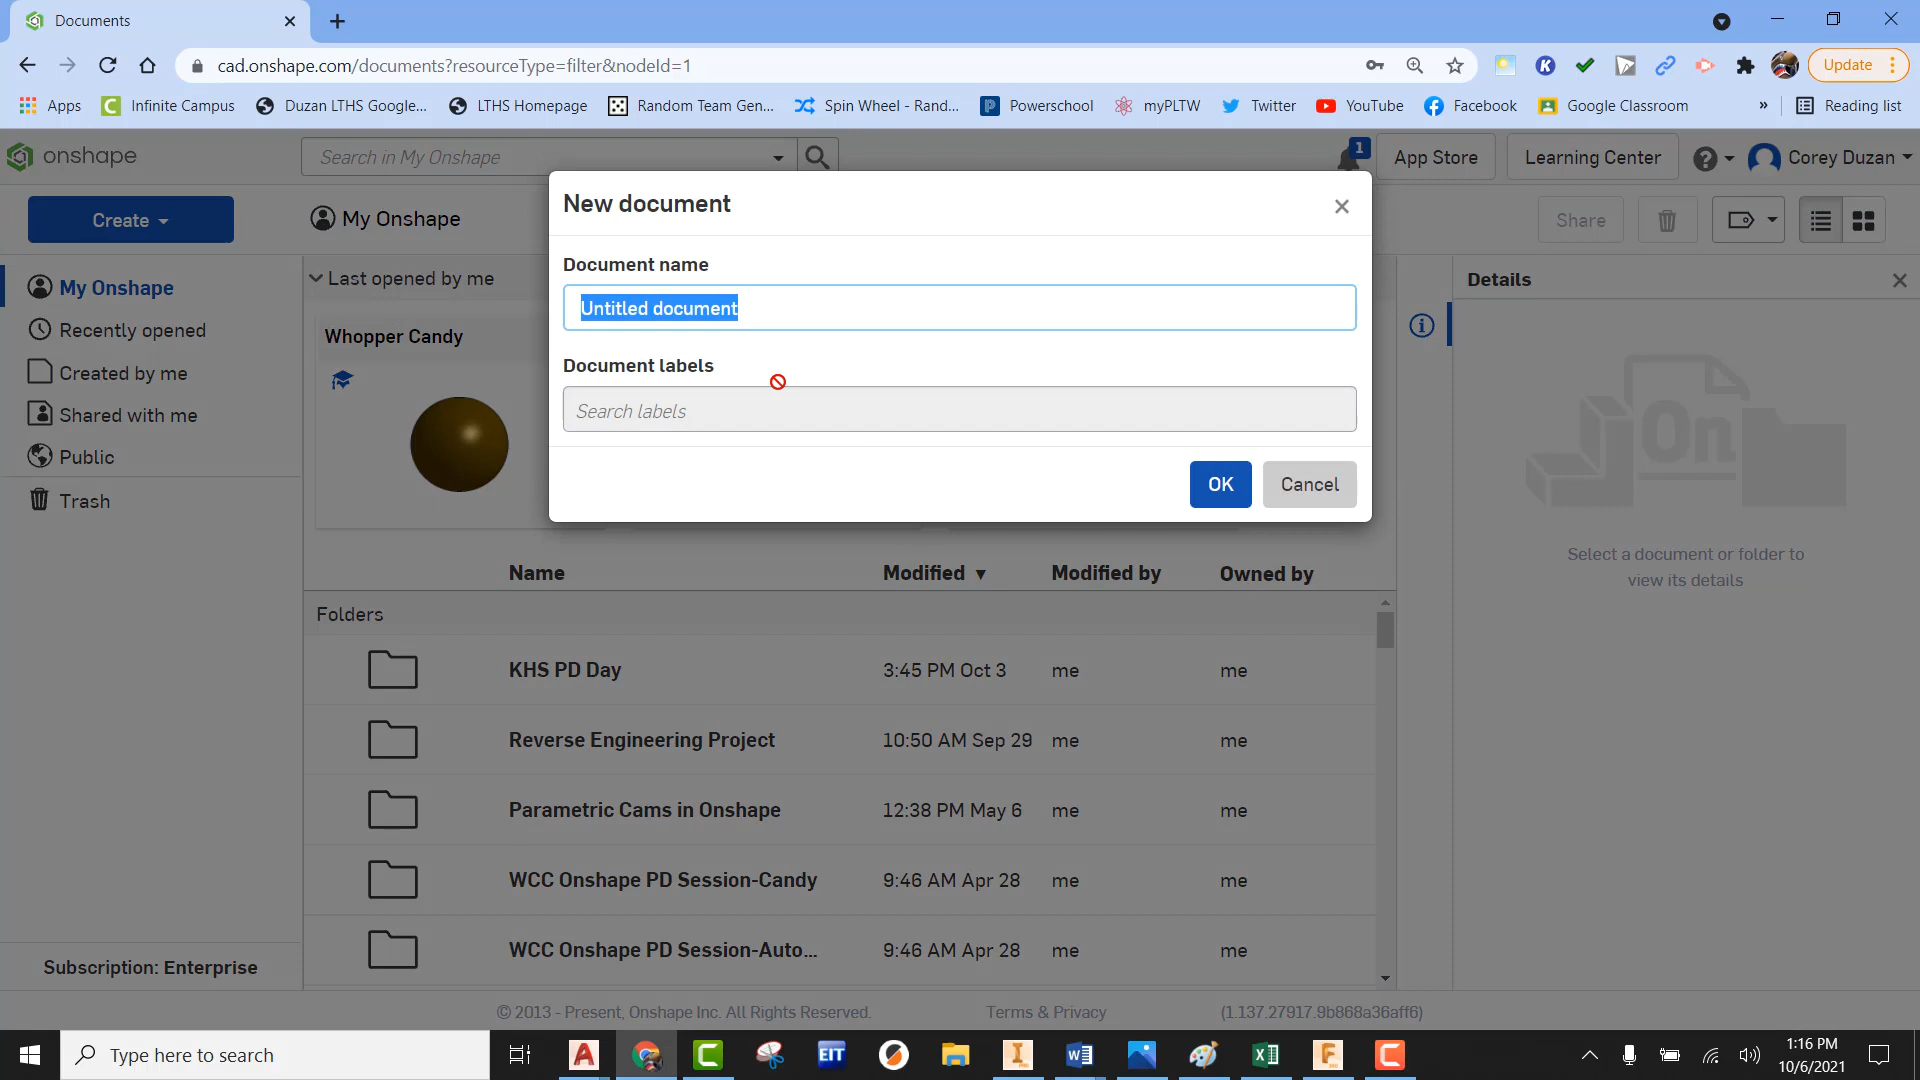 Documents
cad.onshape.com/documents?resourceType=filter&nodeId=1
Update
Apps
Infinite Campus
Duzan LTHS Google...
LTHS Homepage
Random Team Gen...
Spin Wheel - Rand...
Powerschool
myPLTW
Twitter
YouTube
Facebook
Google Classroom
»
Reading list
onshape
Search in My Onshape
1
App Store
Learning Center
Corey Duzan
Create
My Onshape
Share
New document
Document name
Untitled document
Document labels
Search labels
OK
Cancel
My Onshape
Recently opened
Created by me
Shared with me
Public
Trash
Subscription: Enterprise
Last opened by me
Whopper Candy
Details
On
Select a document or folder to
view its details
Name Modified Modified by Owned by
Folders
KHS PD Day 3:45 PM Oct 3 me me
Reverse Engineering Project 10:50 AM Sep 29 me me
Parametric Cams in Onshape 12:38 PM May 6 me me
WCC Onshape PD Session-Candy 9:46 AM Apr 28 me me
WCC Onshape PD Session-Auto... 9:46 AM Apr 28 me me
© 2013 - Present, Onshape Inc. All Rights Reserved. Terms & Privacy (1.137.27917.9b868a36aff6)
Type here to search
EIT
1:16 PM
10/6/2021